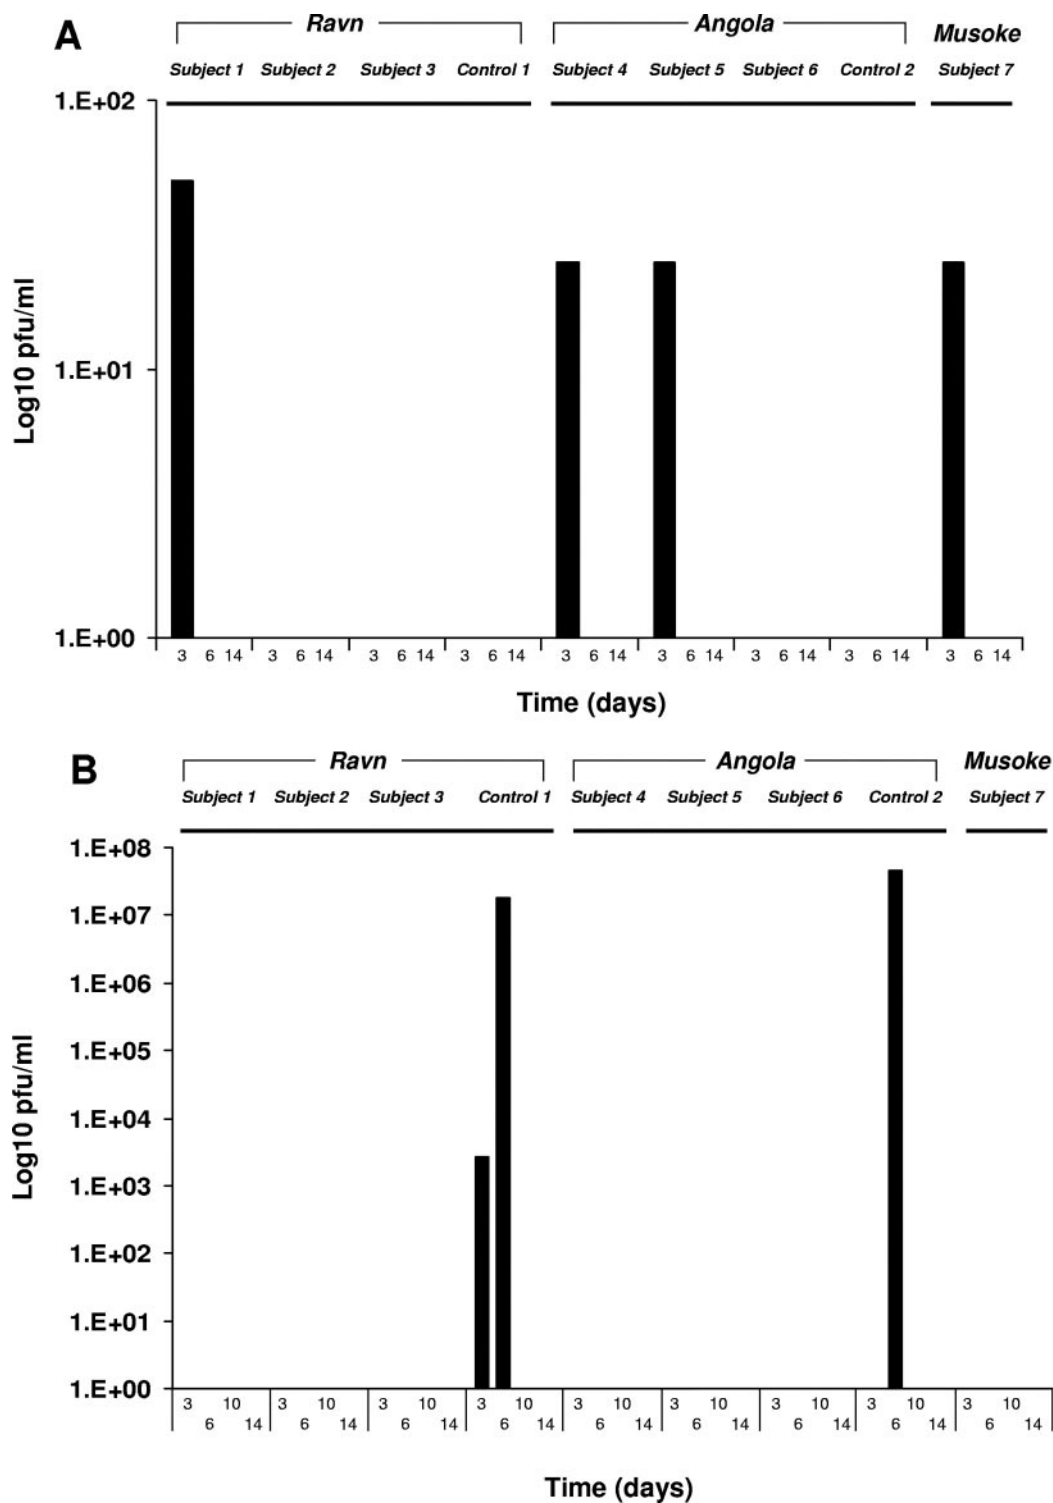 A
Ravn Angola Musoke
Subject 1 Subject 2 Subject 3 Control 1 Subject 4 Subject 5 Subject 6 Control 2 Subject 7
1.E+02
1.E+01
1.E+00
Log10 pfu/ml
3 6 14 3 6 14 3 6 14 3 6 14 3 6 14 3 6 14 3 6 14 3 6 14 3 6 14
Time (days)
B
Ravn Angola Musoke
Subject 1 Subject 2 Subject 3 Control 1 Subject 4 Subject 5 Subject 6 Control 2 Subject 7
1.E+08
1.E+07
1.E+06
1.E+05
1.E+04
1.E+03
1.E+02
1.E+01
1.E+00
Log10 pfu/ml
3 10 3 10 3 10 3 10 3 10 3 10 3 10 3 10 3 10
6 14 6 14 6 14 6 14 6 14 6 14 6 14 6 14 6 14
Time (days)